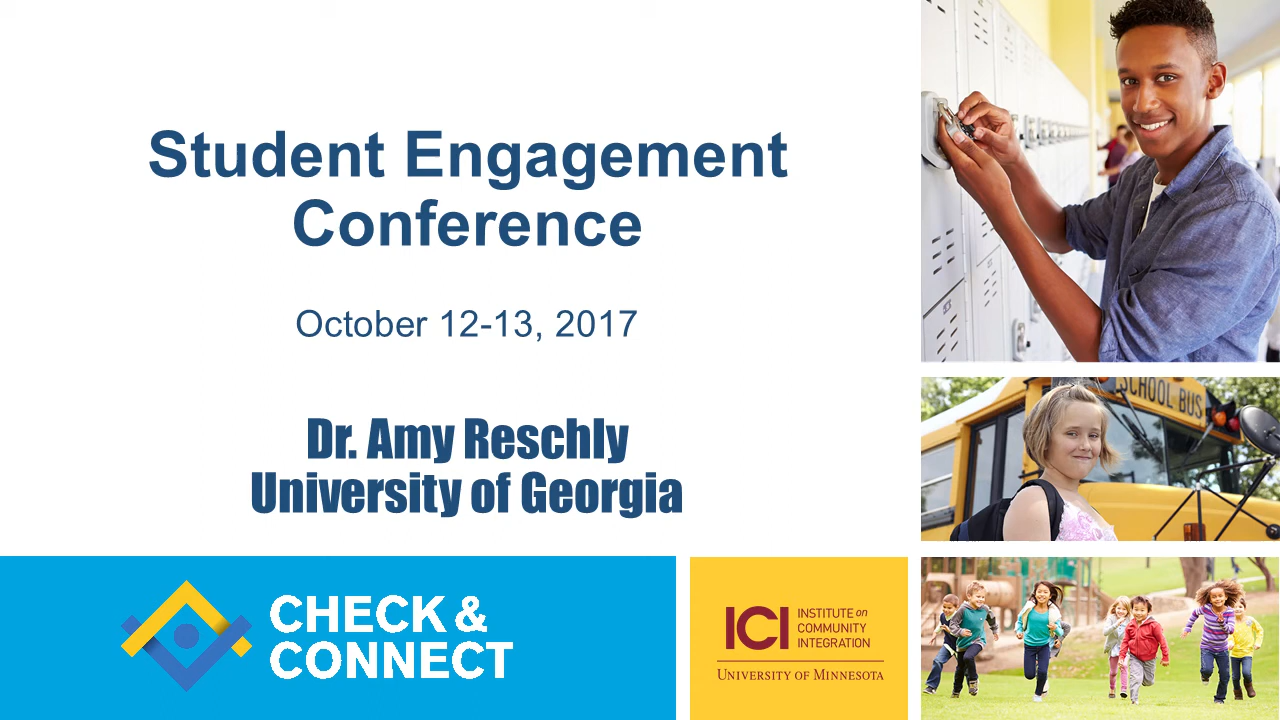 Student Engagement
Conference
October 12-13, 2017
Dr. Amy Reschly
University of Georgia
CHECK &
CONNECT
ICI
INSTITUTE on
COMMUNITY
INTEGRATION
UNIVERSITY OF MINNESOTA
SCHOOL BUS